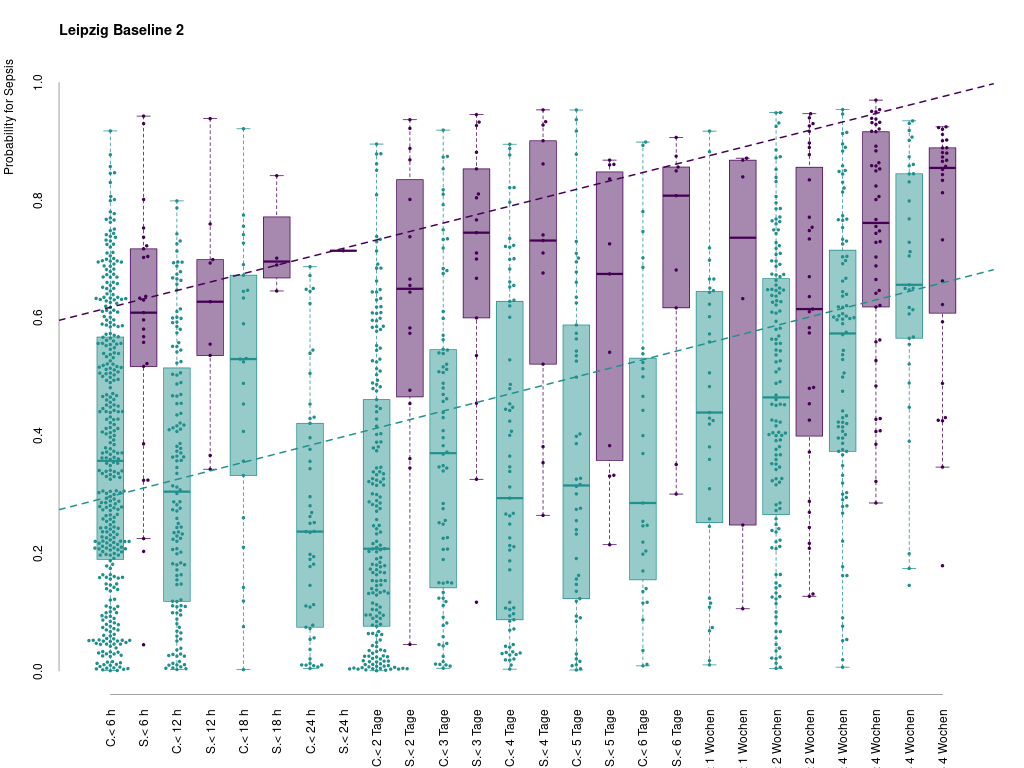 Leipzig Baseline 2
Probability for Sepsis
1.0
0.8
0.6
0.4
0.2
0.0
C.< 6 h
S.< 6 h
C.< 12 h
S.< 12 h
C.< 18 h
S.< 18 h
C.< 24 h
S.< 24 h
C.< 2 Tage
S.< 2 Tage
C.< 3 Tage
S.< 3 Tage
C.< 4 Tage
S.< 4 Tage
C.< 5 Tage
S.< 5 Tage
C.< 6 Tage
S.< 6 Tage
1 Wochen
1 Wochen
2 Wochen
2 Wochen
4 Wochen
4 Wochen
4 Wochen
4 Wochen